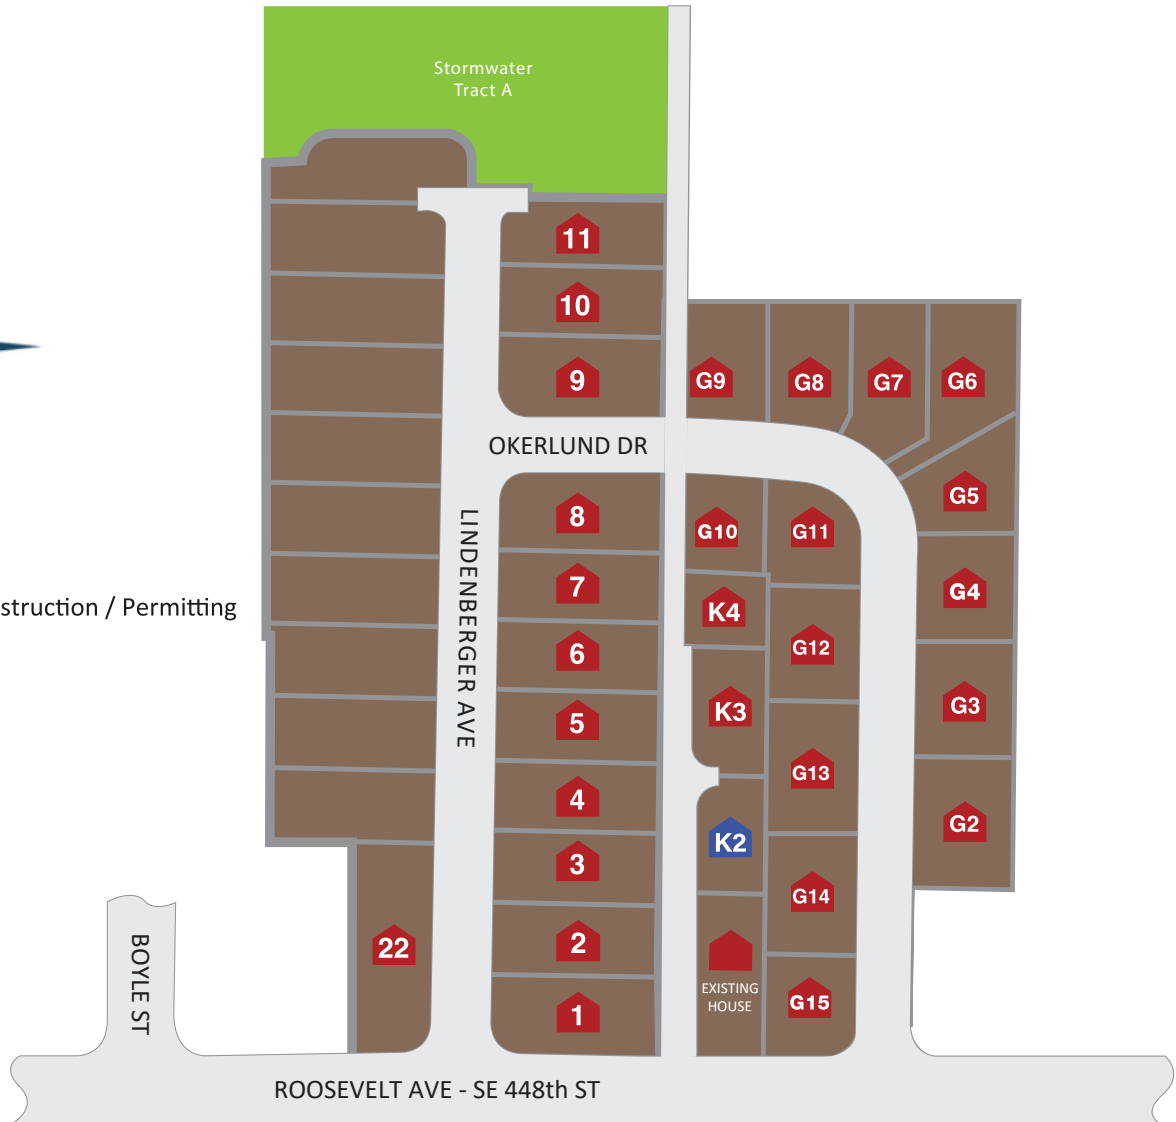 Stormwater
Tract A
11
10
9
G9
G8
G7
G6
OKERLUND DR
G5
8
G10
G11
LINDENBERGER AVE
7
K4
G4
struction / Permitting
6
G12
5
K3
G3
4
G13
K2
G2
3
G14
22
2
BOYLE ST
EXISTING
HOUSE
G15
1
ROOSEVELT AVE - SE 448th ST